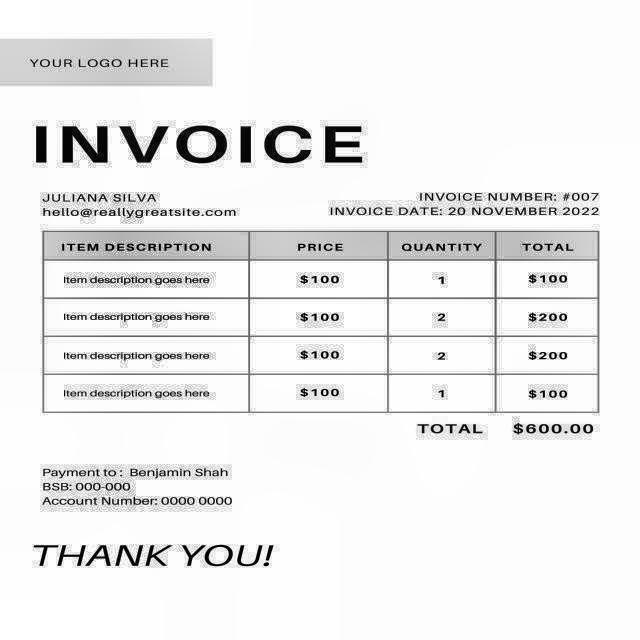 YOUR LOGO HERE
INVOICE
JULIANA SILVA
hello@reallygreatsite.com
INVOICE NUMBER: #007
INVOICE DATE: 20 NOVEMBER 2022
ITEM DESCRIPTION PRICE QUANTITY TOTAL
Item description goes here $100 1 $100
Item description goes here $100 2 $200
Item description goes here $100 2 $200
Item description goes here $100 1 $100
TOTAL $600.00
Payment to : Benjamin Shah
BSB: 000-000
Account Number: 0000 0000
THANK YOU!